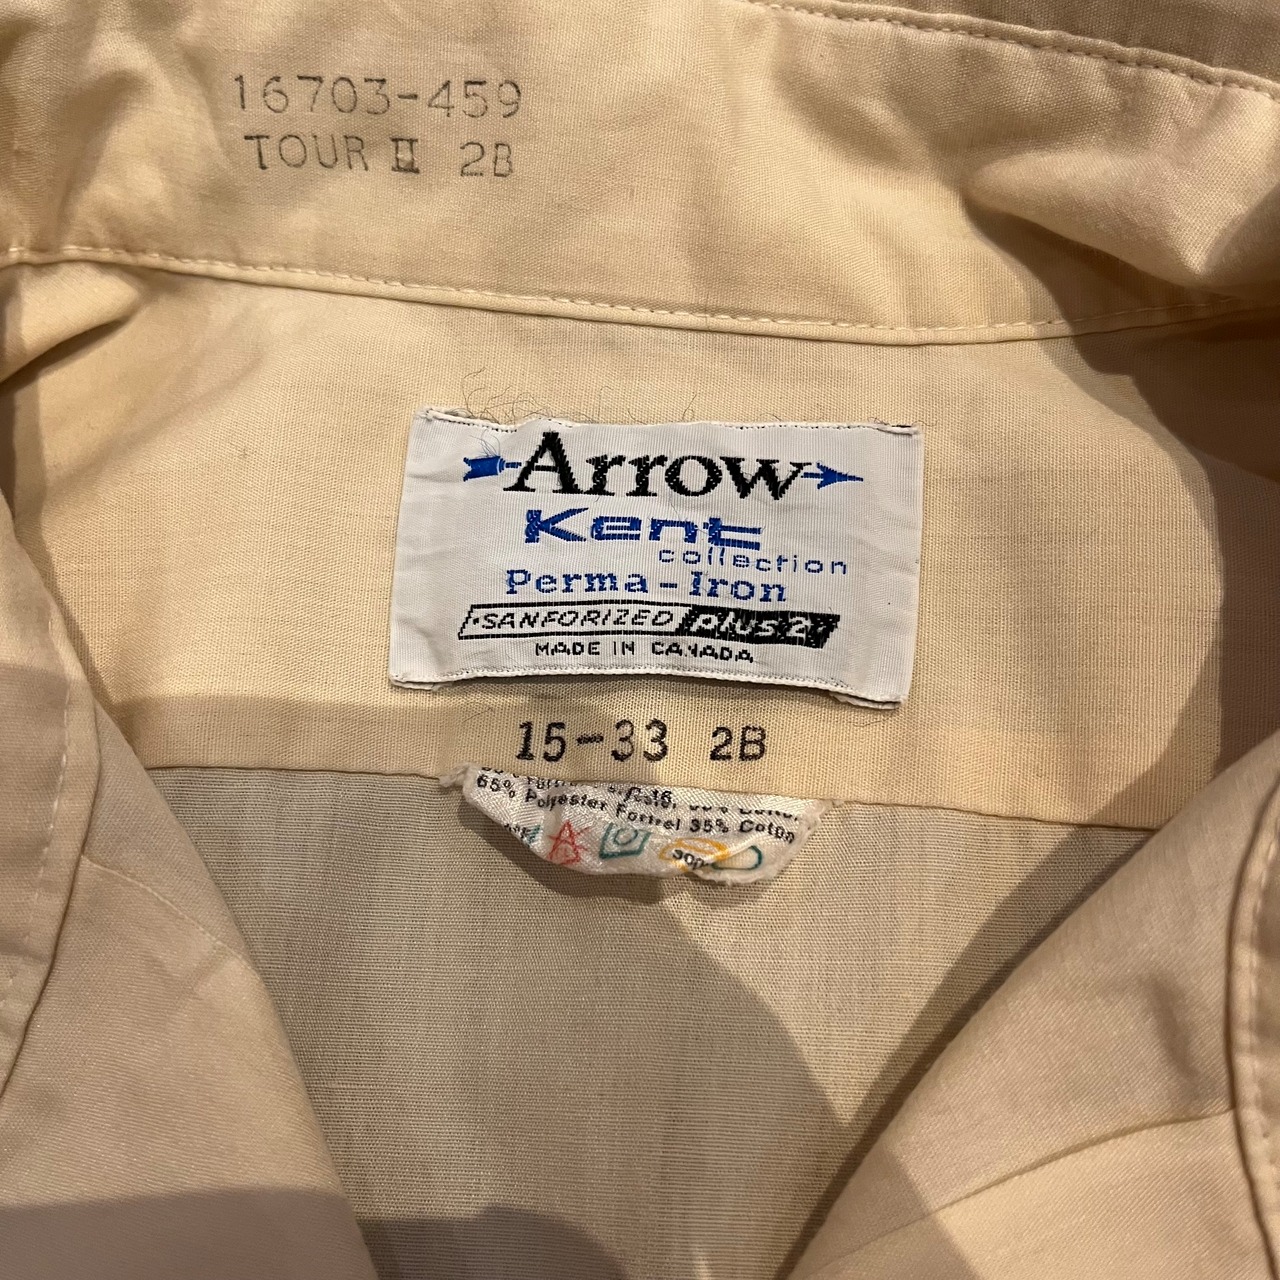 16703-459
TOUR II 2B
Arrow
Kent
collection
Perma-Iron
SANFORIZED plus 2
MADE IN CANADA
15-33 2B
65% Polyester Fortrel 35% Coton